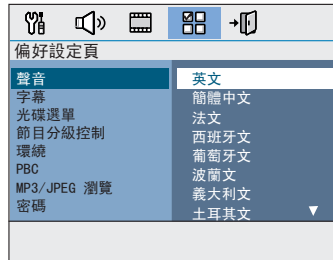 偏好設定頁
聲音
字幕
光碟選單
節目分級控制
環繞
PBC
MP3/JPEG 瀏覽
密碼
英文
簡體中文
法文
西班牙文
葡萄牙文
波蘭文
義大利文
土耳其文